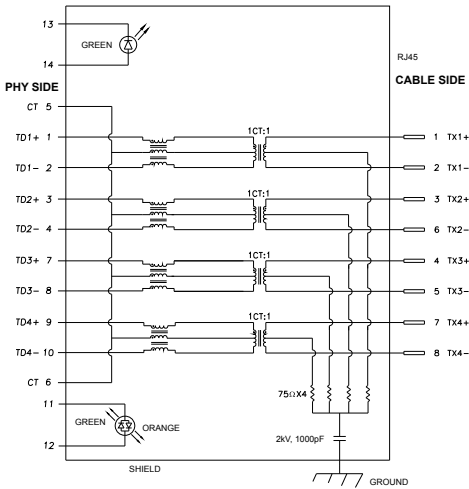 13
GREEN
14
RJ45
PHY SIDE
CABLE SIDE
CT 5
1CT:1
TD1+ 1
1 TX1+
TD1- 2
2 TX1-
1CT:1
TD2+ 3
3 TX2+
TD2- 4
6 TX2-
1CT:1
TD3+ 7
4 TX3+
TD3- 8
5 TX3-
1CT:1
TD4+ 9
7 TX4+
TD4- 10
8 TX4-
CT 6
75ΩX4
11
GREEN
ORANGE
12
2kV, 1000pF
SHIELD
GROUND